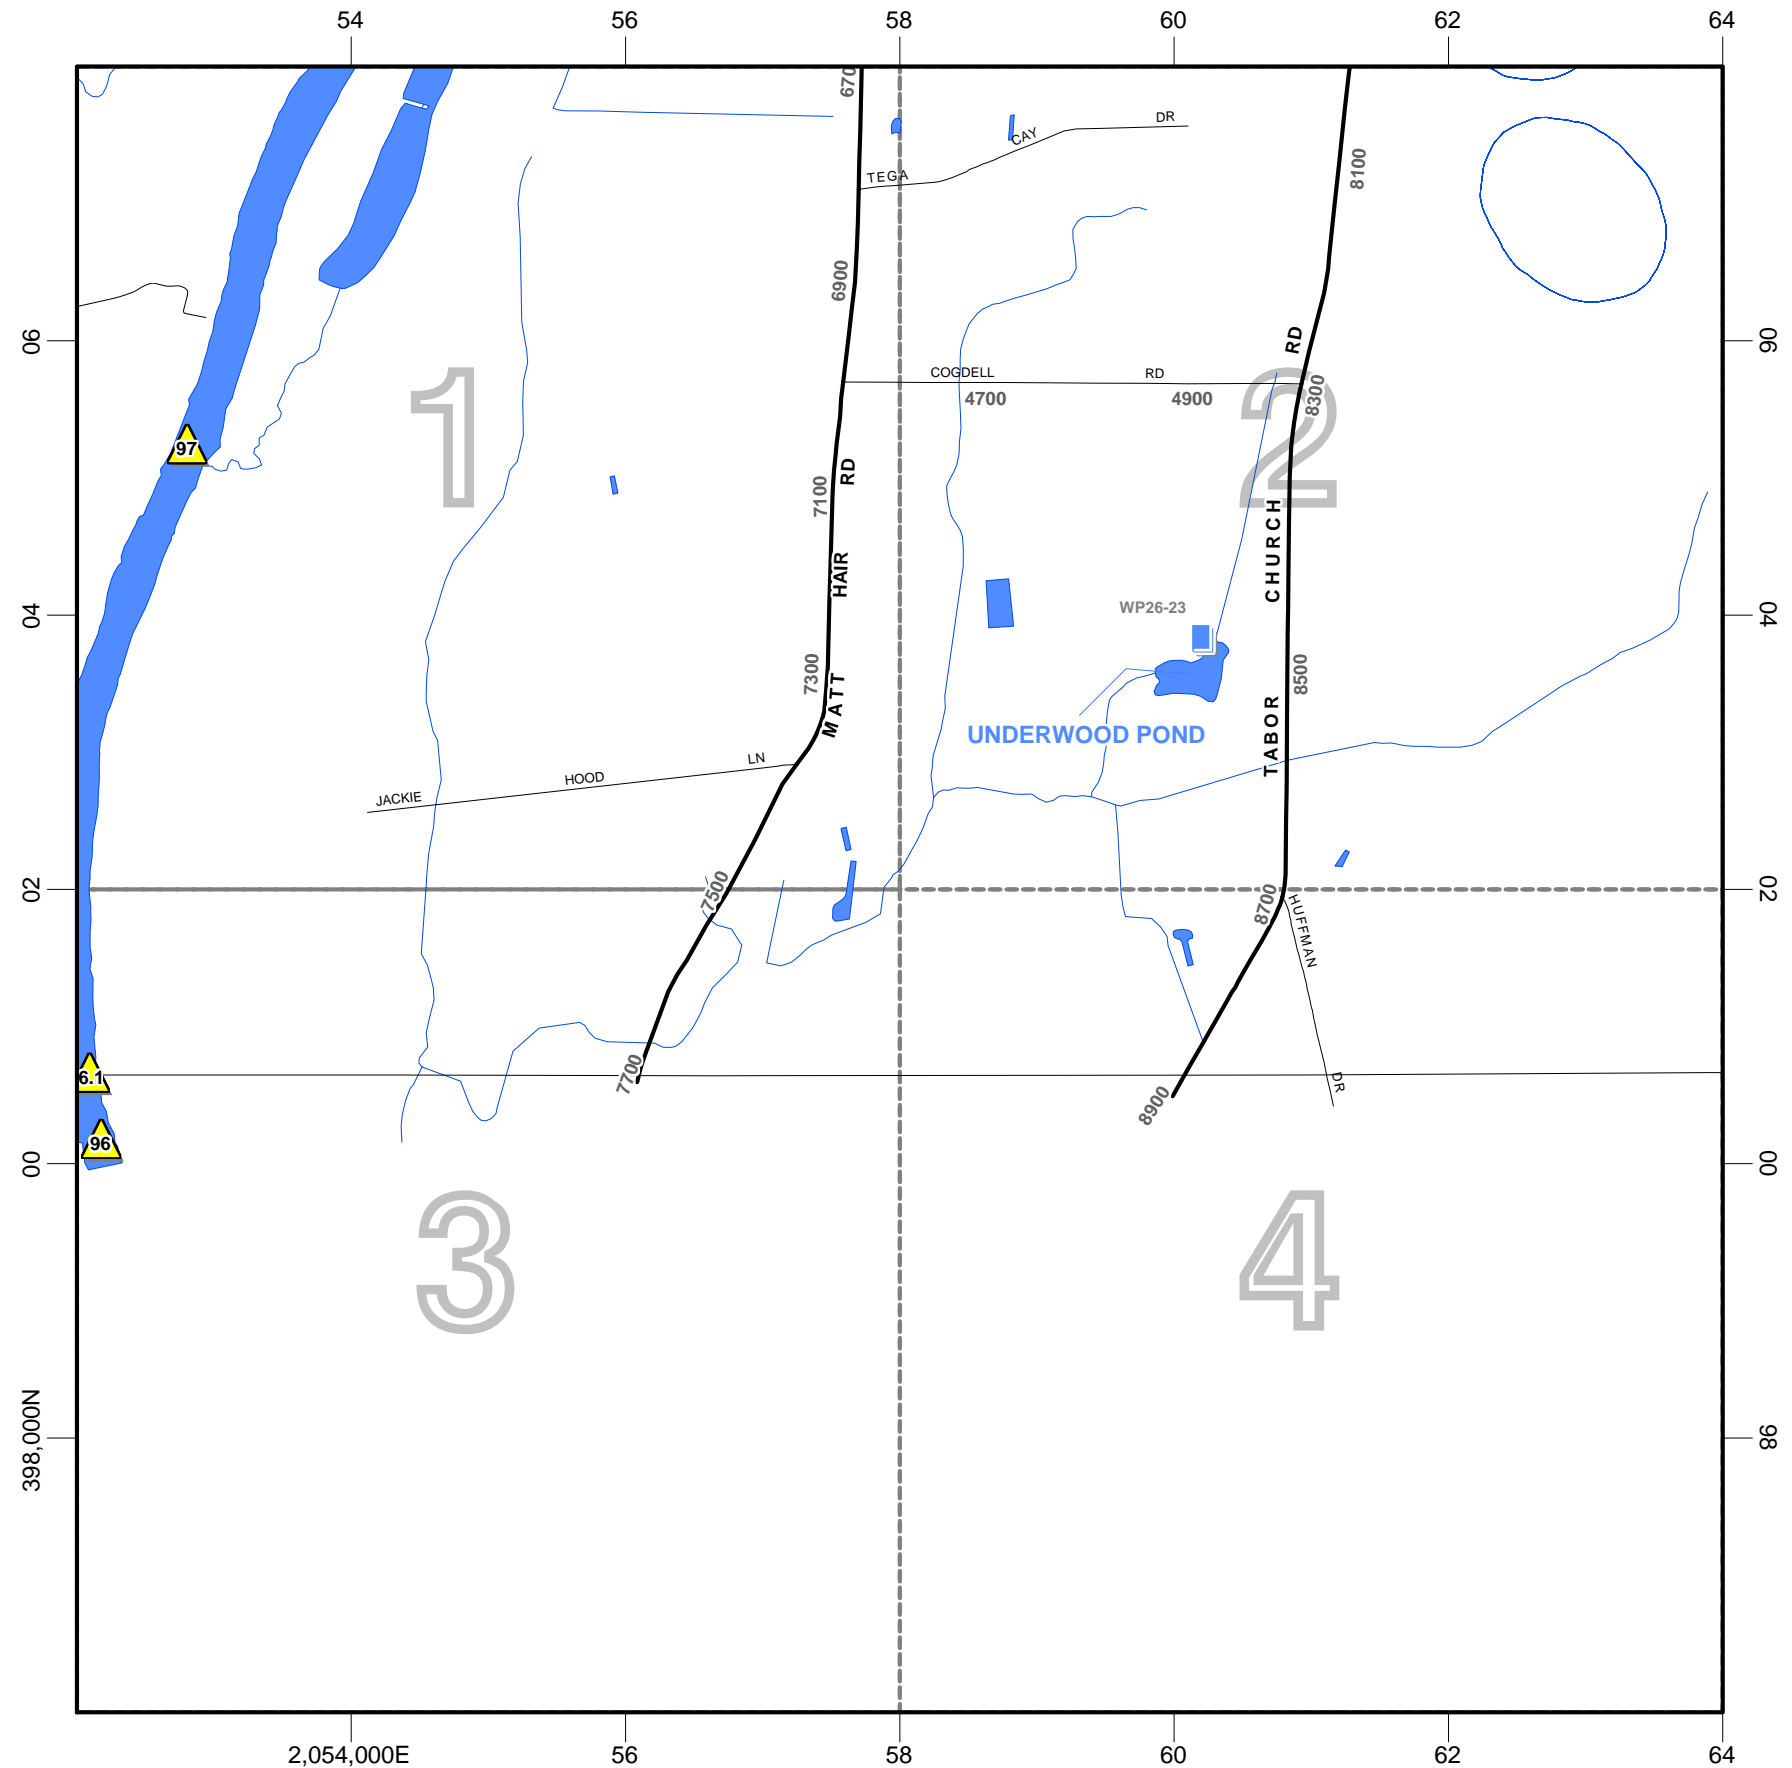 54 56 58 60 62 64
670
TEGA CAY DR
8100
6900
06 06
RD
COGDELL RD
4700 4900
8300
1 2
97
7100
RD
HAIR
CHURCH
04 04
WP26-23
7300
MATT
8500
UNDERWOOD POND
TABOR
JACKIE HOOD LN
02 02
7500
8700
HUFFMAN
6.1
7700
DR
8900
96
00 00
3 4
398,000N 98
2,054,000E 56 58 60 62 64